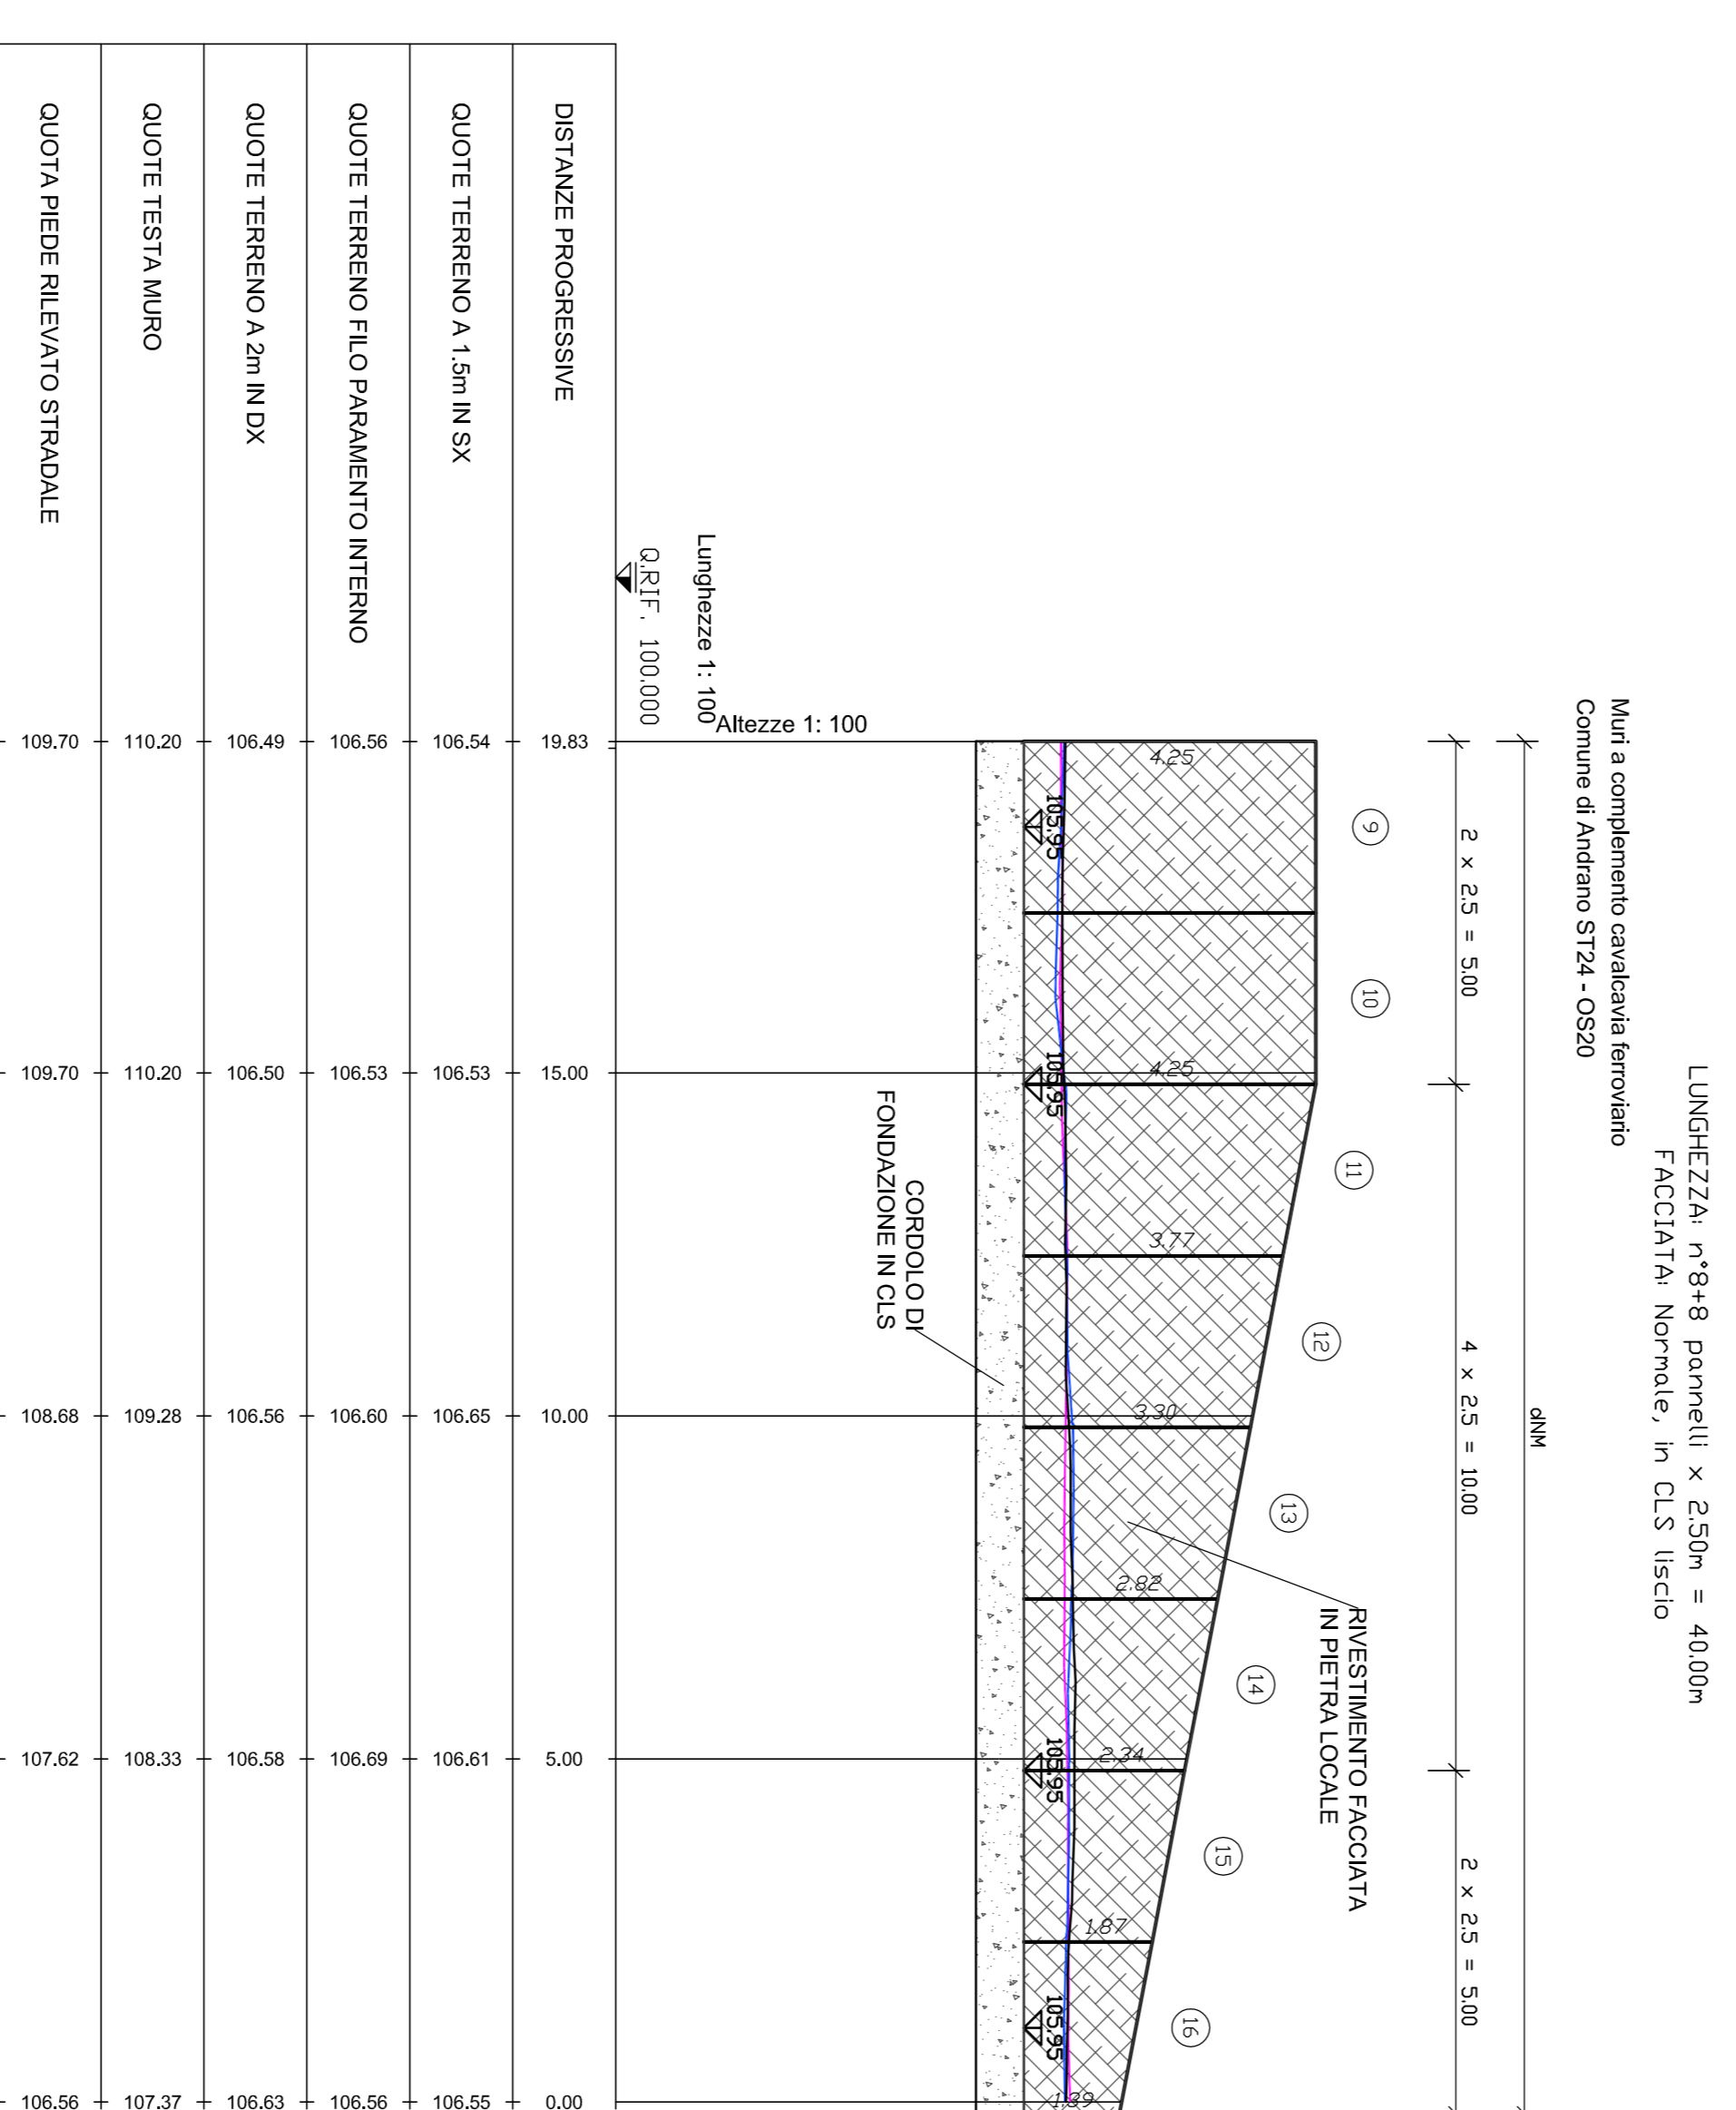 LUNGHEZZA: n°8+8 pannelli x 2.50m = 40.00m
FACCIATA: Normale, in CLS liscio
Muri a complemento cavalcavia ferroviario
Comune di Andrano ST24 - OS20
dNM
2 x 2.5 = 5.00
4 x 2.5 = 10.00
2 x 2.5 = 5.00
9
10
11
12
13
14
15
16
RIVESTIMENTO FACCIATA
IN PIETRA LOCALE
4.25
4.25
3.77
3.30
2.82
2.34
1.87
1.39
105.95
105.95
105.95
105.95
CORDOLO DI
FONDAZIONE IN CLS
Altezze 1: 100
Lunghezze 1: 100
Q.RIF. 100.000
DISTANZE PROGRESSIVE 19.83 15.00 10.00 5.00 0.00
QUOTE TERRENO A 1.5m IN SX 106.54 106.53 106.65 106.61 106.55
QUOTE TERRENO FILO PARAMENTO INTERNO 106.56 106.53 106.60 106.69 106.56
QUOTE TERRENO A 2m IN DX 106.49 106.50 106.56 106.58 106.63
QUOTE TESTA MURO 110.20 110.20 109.28 108.33 107.37
QUOTA PIEDE RILEVATO STRADALE 109.70 109.70 108.68 107.62 106.56